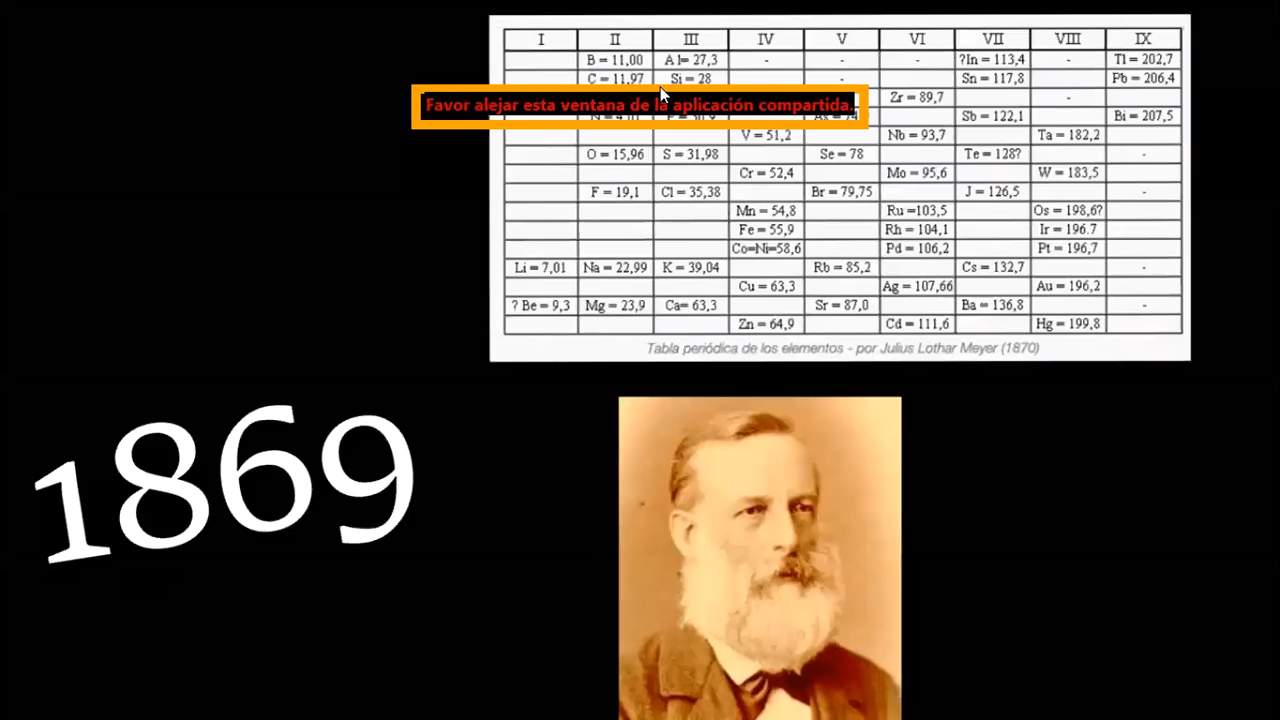 I II III IV V VI VII VIII IX
B = 11,00 Al= 27,3 - - - ?In = 113,4 - Tl = 202,7
C = 11,97 Si = 28 - Sn = 117,8 Pb = 206,4
Zr = 89,7 -
Favor alejar esta ventana de la aplicación compartida.
As = 74 Sb = 122,1 Bi = 207,5
V = 51,2 Nb = 93,7 Ta = 182,2
O = 15,96 S = 31,98 Se = 78 Te = 128? -
Cr = 52,4 Mo = 95,6 W = 183,5
F = 19,1 Cl = 35,38 Br = 79,75 J = 126,5 -
Mn = 54,8 Ru =103,5 Os = 198,6?
Fe = 55,9 Rh = 104,1 Ir = 196.7
Co=Ni=58,6 Pd = 106,2 Pt = 196,7
Li = 7,01 Na = 22,99 K = 39,04 Rb = 85,2 Cs = 132,7 -
Cu = 63,3 Ag = 107,66 Au = 196,2
? Be = 9,3 Mg = 23,9 Ca= 63,3 Sr = 87,0 Ba = 136,8 -
Zn = 64,9 Cd = 111,6 Hg = 199,8
Tabla periódica de los elementos - por Julius Lothar Meyer (1870)
1869